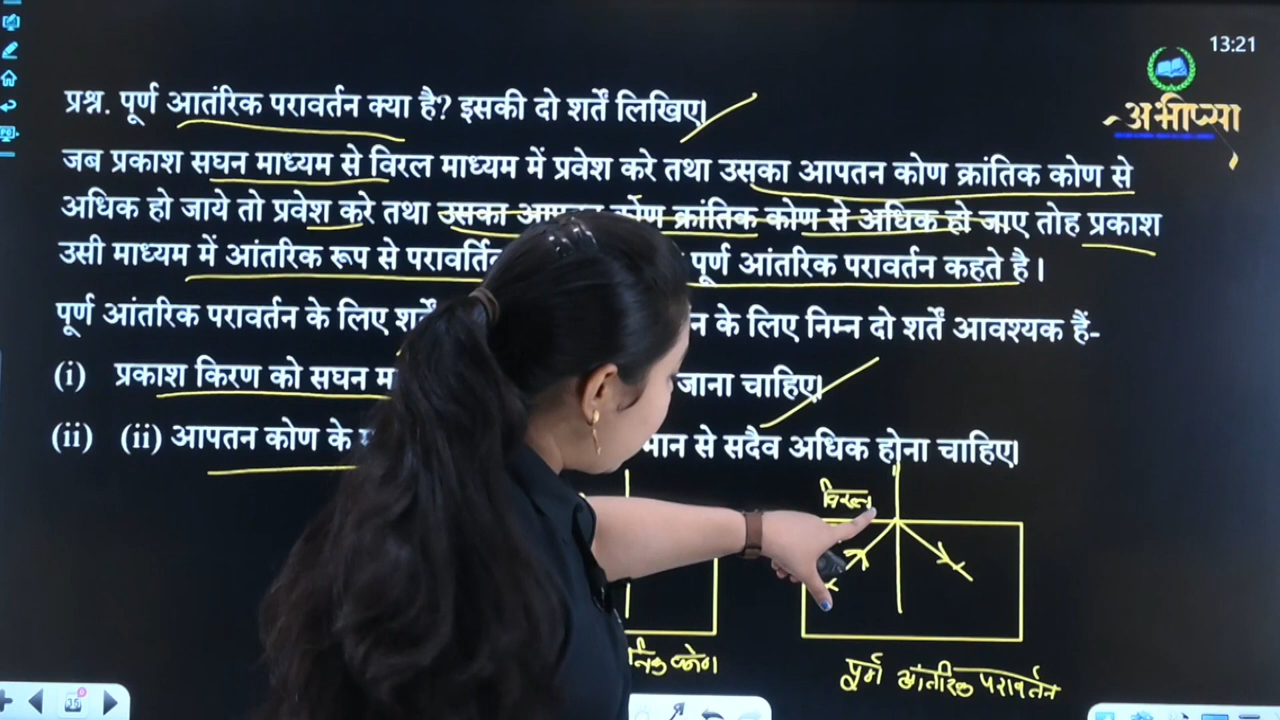 13:21
अभीप्सा
प्रश्न. पूर्ण आतंरिक परावर्तन क्या है? इसकी दो शर्तें लिखिए।
जब प्रकाश सघन माध्यम से विरल माध्यम में प्रवेश करे तथा उसका आपतन कोण क्रांतिक कोण से
अधिक हो जाये तो प्रवेश करे तथा उसका आपतन कोण क्रांतिक कोण से अधिक हो जाए तोह प्रकाश
उसी माध्यम में आंतरिक रूप से परावर्ति पूर्ण आंतरिक परावर्तन कहते है।
पूर्ण आंतरिक परावर्तन के लिए शर्तें के लिए निम्न दो शर्तें आवश्यक हैं-
(i) प्रकाश किरण को सघन जाना चाहिए।
(ii) (ii) आपतन कोण के मान से सदैव अधिक होना चाहिए।
विरल
कोण
पूर्ण आंतरिक परावर्तन